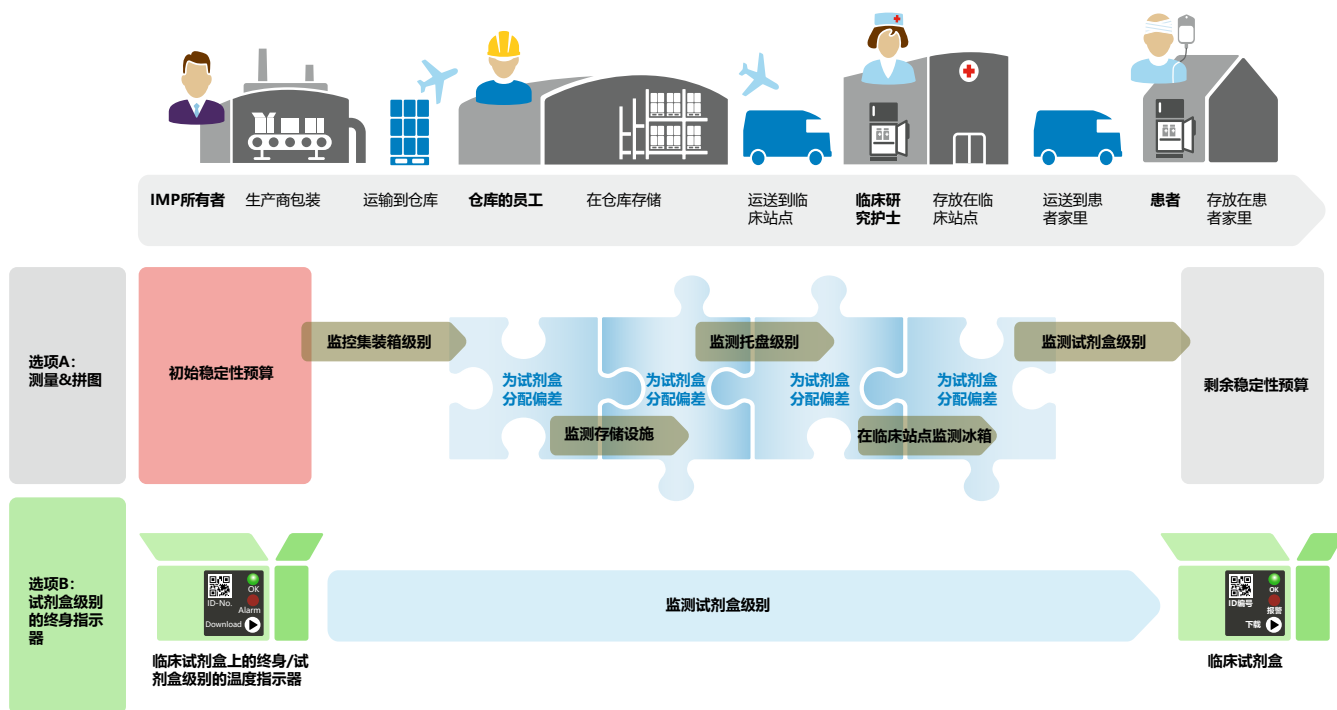 IMP所有者
生产商包装
运输到仓库
仓库的员工
在仓库存储
运送到临
床站点
临床研
究护士
存放在临
床站点
运送到患
者家里
患者
存放在患
者家里
选项A：
测量&拼图
初始稳定性预算
监控集装箱级别
监测托盘级别
监测试剂盒级别
为试剂盒
分配偏差
为试剂盒
分配偏差
为试剂盒
分配偏差
为试剂盒
分配偏差
监测存储设施
在临床站点监测冰箱
剩余稳定性预算
选项B：
试剂盒级别
的终身指示
器
OK
ID-No.
Alarm
Download
临床试剂盒上的终身/试
剂盒级别的温度指示器
监测试剂盒级别
OK
ID编号
报警
下载
临床试剂盒